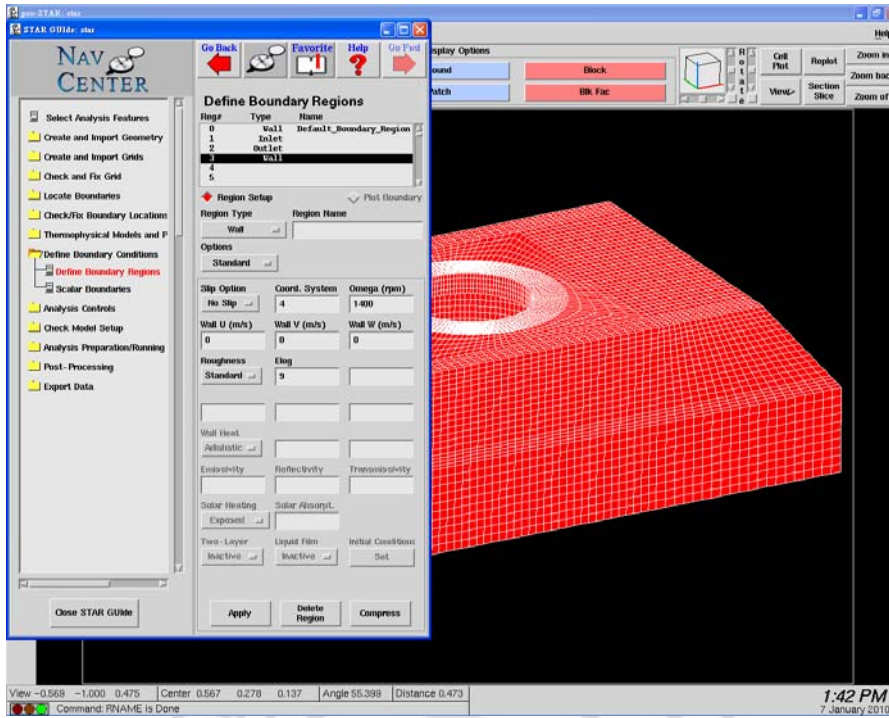 pro-STAR: star
STAR GUIde: star
Help
NAV CENTER
Go Back
Favorite
Help
Go Fwd
Display Options
Block
Blk Fac
Rotate
Cell Plot
Replot
Zoom in
Zoom bac
View
Section Slice
Zoom of
Select Analysis Features
Create and Import Geometry
Create and Import Grids
Check and Fix Grid
Locate Boundaries
Check/Fix Boundary Locations
Thermophysical Models and P
Define Boundary Conditions
Define Boundary Regions
Scalar Boundaries
Analysis Controls
Check Model Setup
Analysis Preparation/Running
Post-Processing
Export Data
Close STAR GUIde
Define Boundary Regions
Reg# Type Name
0 Wall Default_Boundary_Region
1 Inlet
2 Outlet
3 Wall
4
5
Region Setup
Plot Boundary
Region Type
Region Name
Wall
Options
Standard
Slip Option Coord. System Omega (rpm)
No Slip 4 1400
Wall U (m/s) Wall V (m/s) Wall W (m/s)
0 0 0
Roughness Elog
Standard 9
Wall Heat
Adiabatic
Emissivity Reflectivity Transmissivity
Solar Heating Solar Absorpt.
Exposed
Two-Layer Liquid Film Initial Conditions
Inactive Inactive Set
Apply
Delete Region
Compress
View -0.569 -1.000 0.475 Center 0.567 0.278 0.137 Angle 55.399 Distance 0.473
Command: RNAME is Done
1:42 PM
7 January 2010